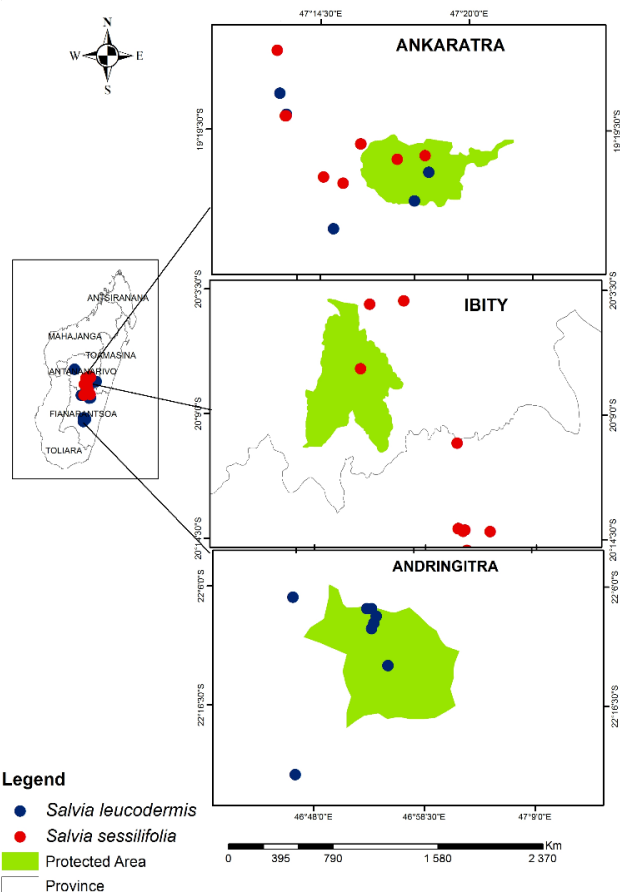 N
W E
S
47°14'30"E 47°20'0"E
ANKARATRA
19°19'30"S 19°19'30"S
ANTSIRANANA
MAHAJANGA
TOAMASINA
ANTANANARIVO
FIANARANTSOA
TOLIARA
20°3'30"S 20°3'30"S
IBITY
20°9'0"S 20°9'0"S
20°14'30"S 20°14'30"S
ANDRINGITRA
22°6'0"S 22°6'0"S
22°16'30"S 22°16'30"S
46°48'0"E 46°58'30"E 47°9'0"E
Legend
Salvia leucodermis
Salvia sessilifolia
Protected Area
Province
Km
0 395 790 1 580 2 370